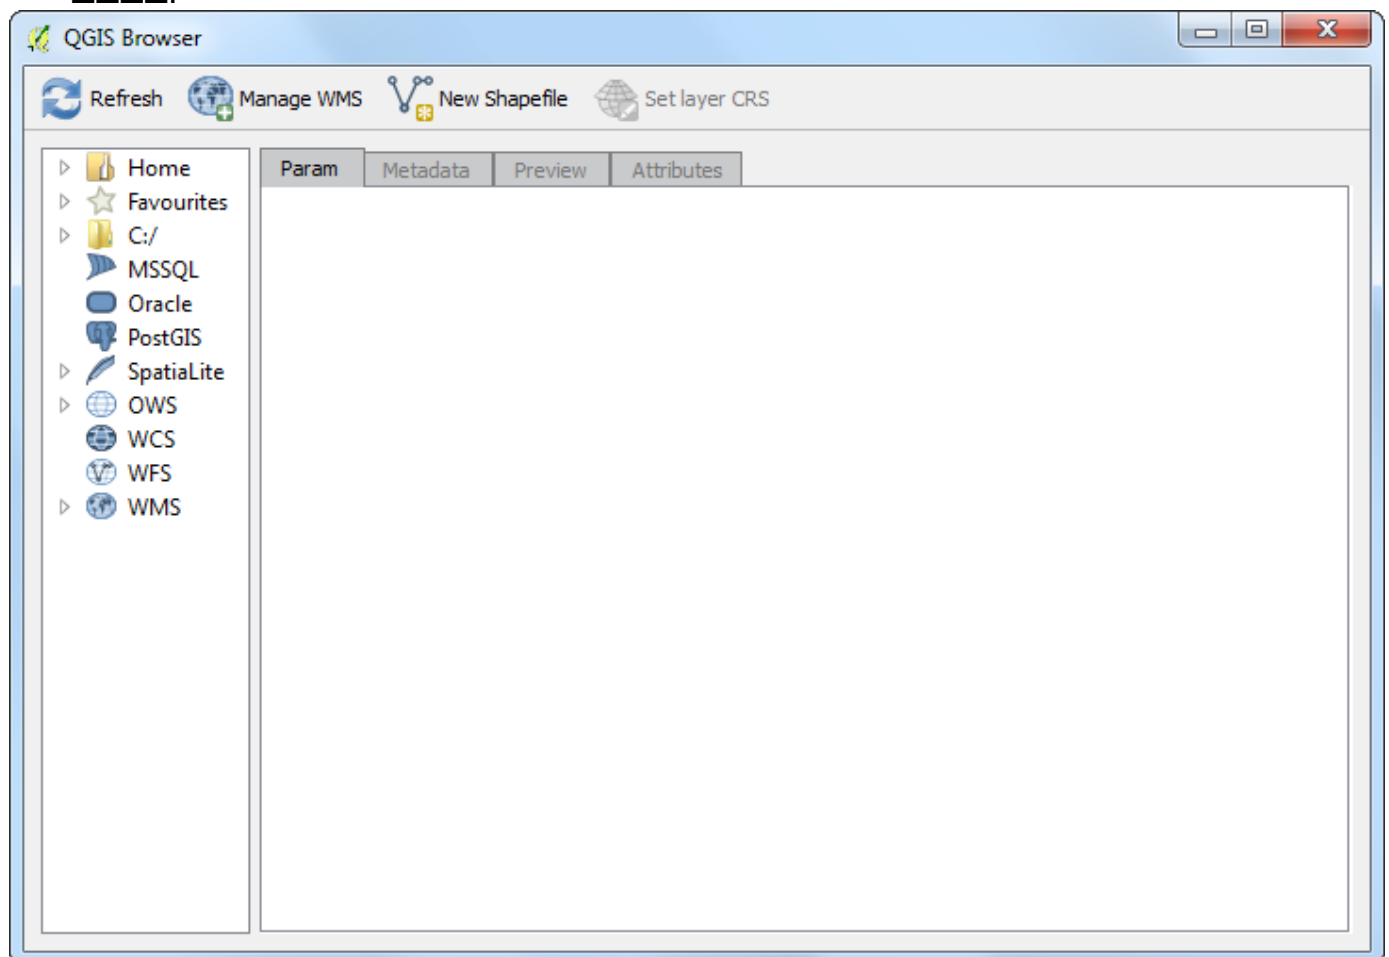 QGIS Browser
Refresh Manage WMS New Shapefile Set layer CRS
Param Metadata Preview Attributes
Home
Favourites
C:/
MSSQL
Oracle
PostGIS
SpatiaLite
OWS
WCS
WFS
WMS